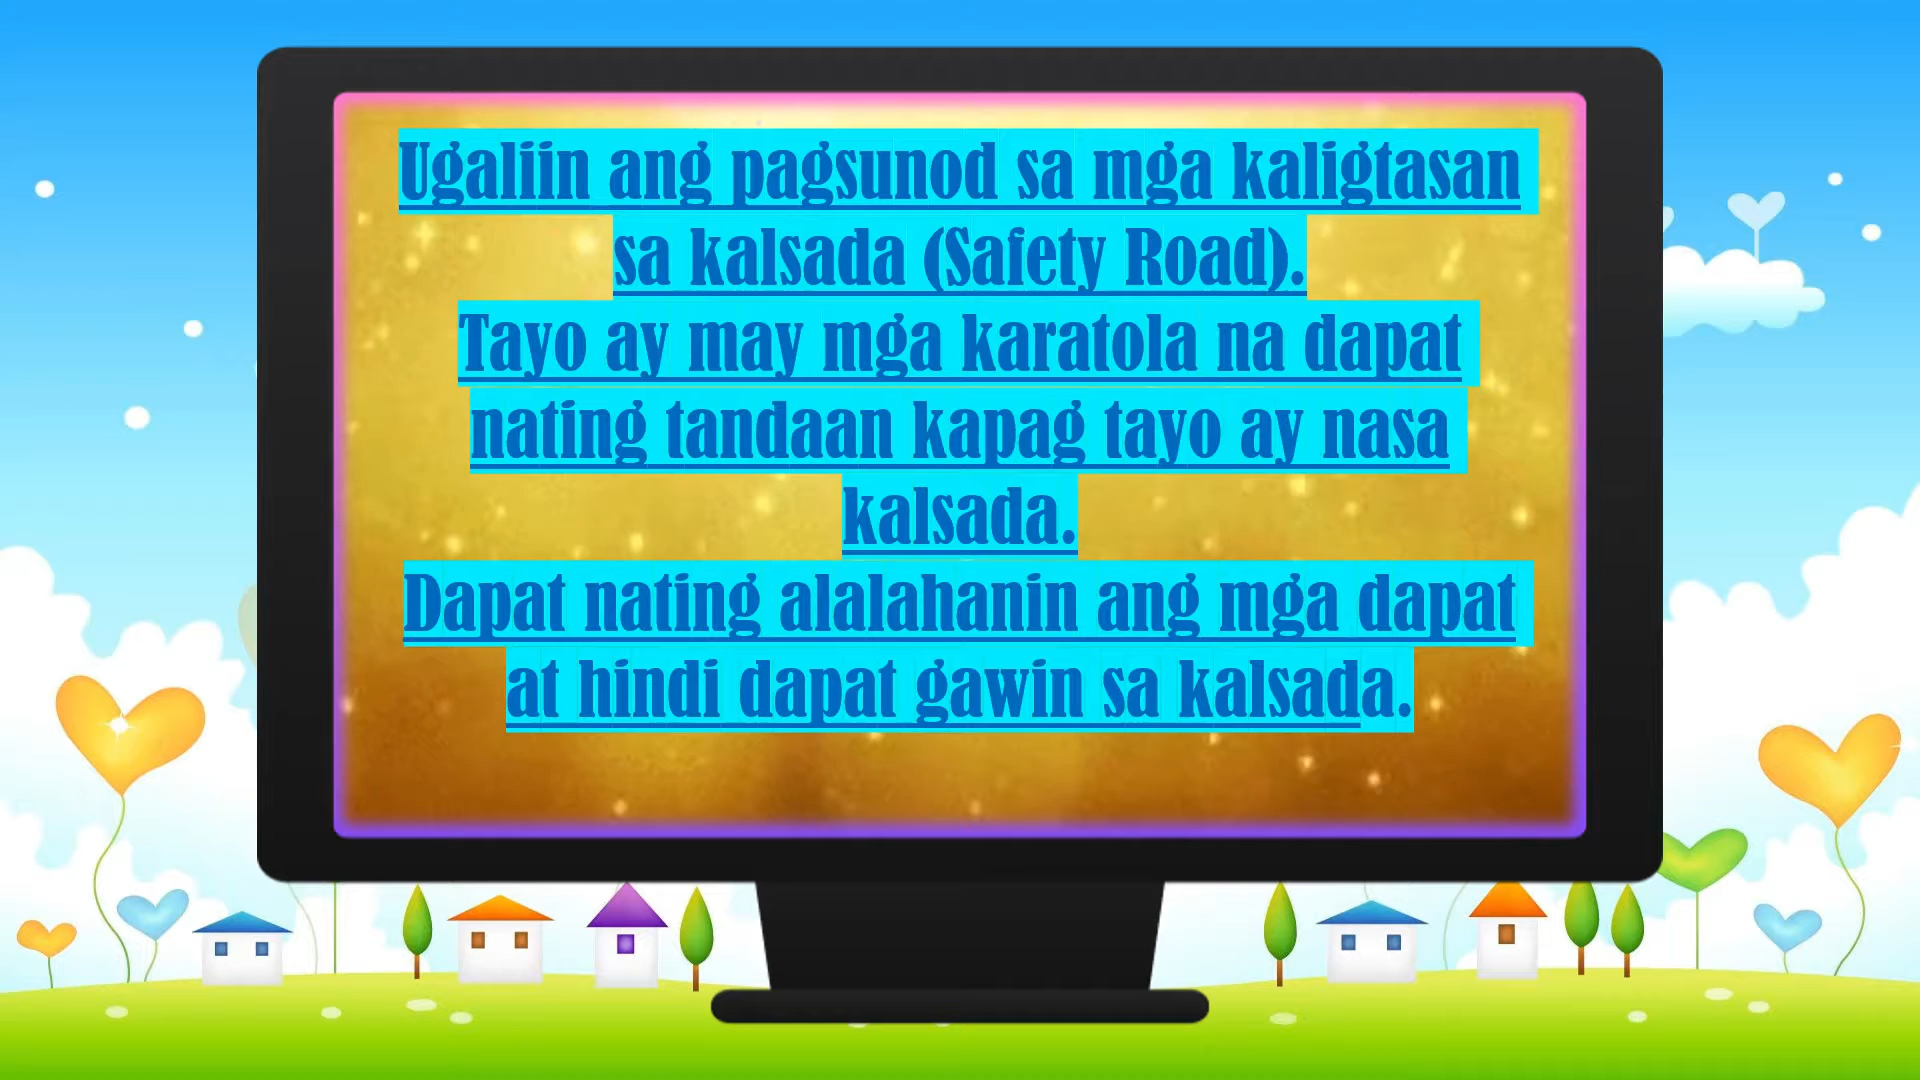 Ugaliin ang pagsunod sa mga kaligtasan
sa kalsada (Safety Road).
Tayo ay may mga karatola na dapat
nating tandaan kapag tayo ay nasa
kalsada.
Dapat nating alalahanin ang mga dapat
at hindi dapat gawin sa kalsada.